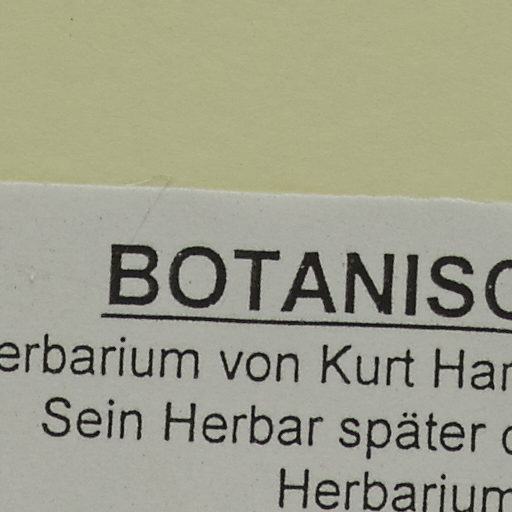 BOTANISC
erbarium von Kurt Har
Sein Herbar später
Herbarium